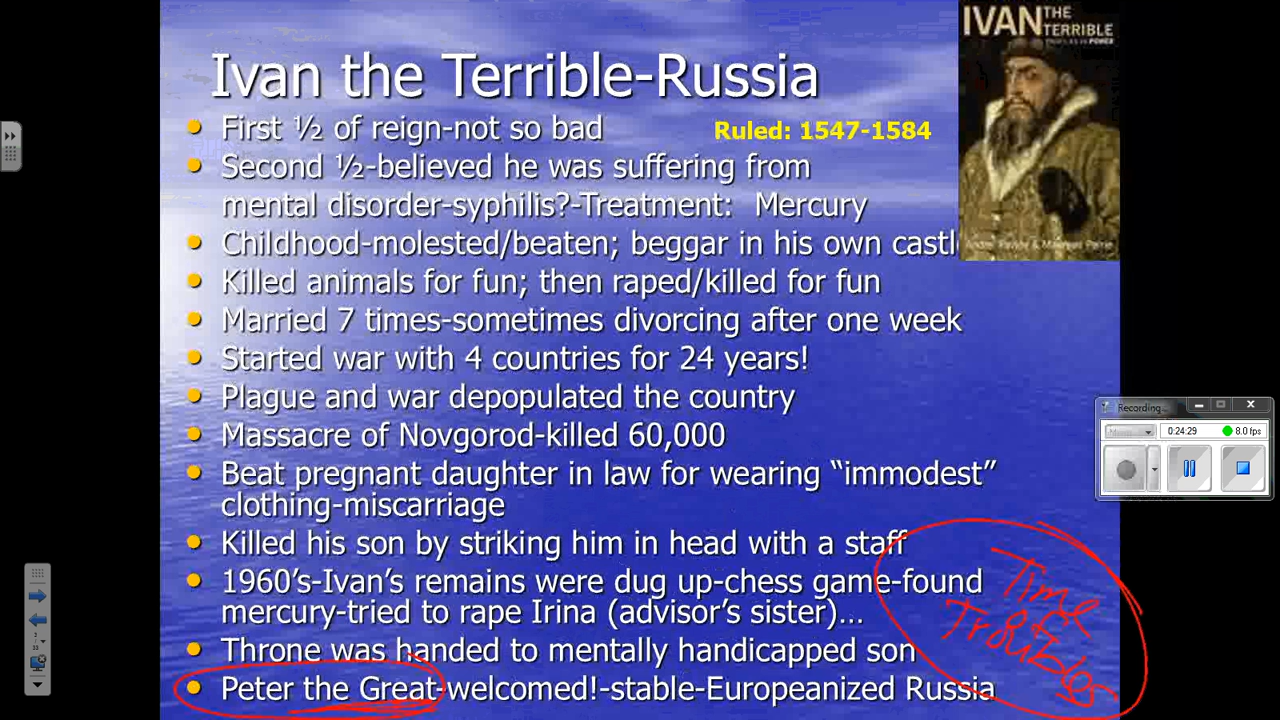 Ivan the Terrible-Russia
First ½ of reign-not so bad
Ruled: 1547-1584
Second ½-believed he was suffering from
mental disorder-syphilis?-Treatment:  Mercury
Childhood-molested/beaten; beggar in his own castl
Killed animals for fun; then raped/killed for fun
Married 7 times-sometimes divorcing after one week
Started war with 4 countries for 24 years!
Plague and war depopulated the country
Massacre of Novgorod-killed 60,000
Beat pregnant daughter in law for wearing “immodest”
clothing-miscarriage
Killed his son by striking him in head with a staff
1960’s-Ivan’s remains were dug up-chess game-found
mercury-tried to rape Irina (advisor’s sister)…
Throne was handed to mentally handicapped son
Peter the Great-welcomed!-stable-Europeanized Russia
IVAN THE
TERRIBLE
Time
of
Troubles
Recording...
0:24:29
8.0 fps